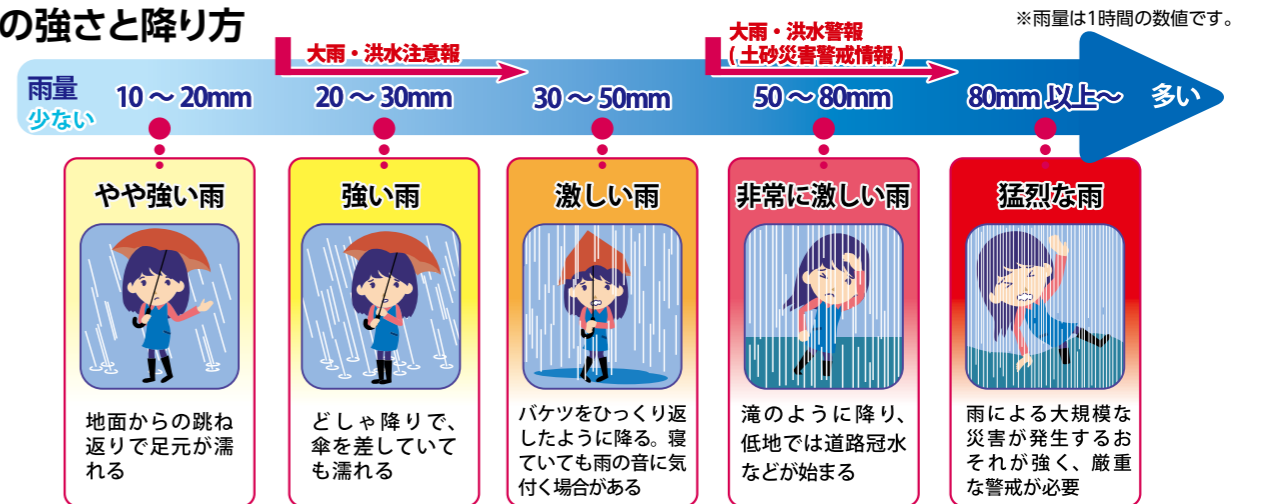 の強さと降り方
※雨量は1時間の数値です。
大雨・洪水注意報
大雨・洪水警報
(土砂災害警戒情報)
雨量
少ない
10～20mm
20～30mm
30～50mm
50～80mm
80mm 以上～
多い
やや強い雨
強い雨
激しい雨
非常に激しい雨
猛烈な雨
地面からの跳ね
返りで足元が濡
れる
どしゃ降りで、
傘を差していて
も濡れる
バケツをひっくり返
したように降る。寝
ていても雨の音に気
付く場合がある
滝のように降り、
低地では道路冠水
などが始まる
雨による大規模な
災害が発生するお
それが強く、厳重
な警戒が必要